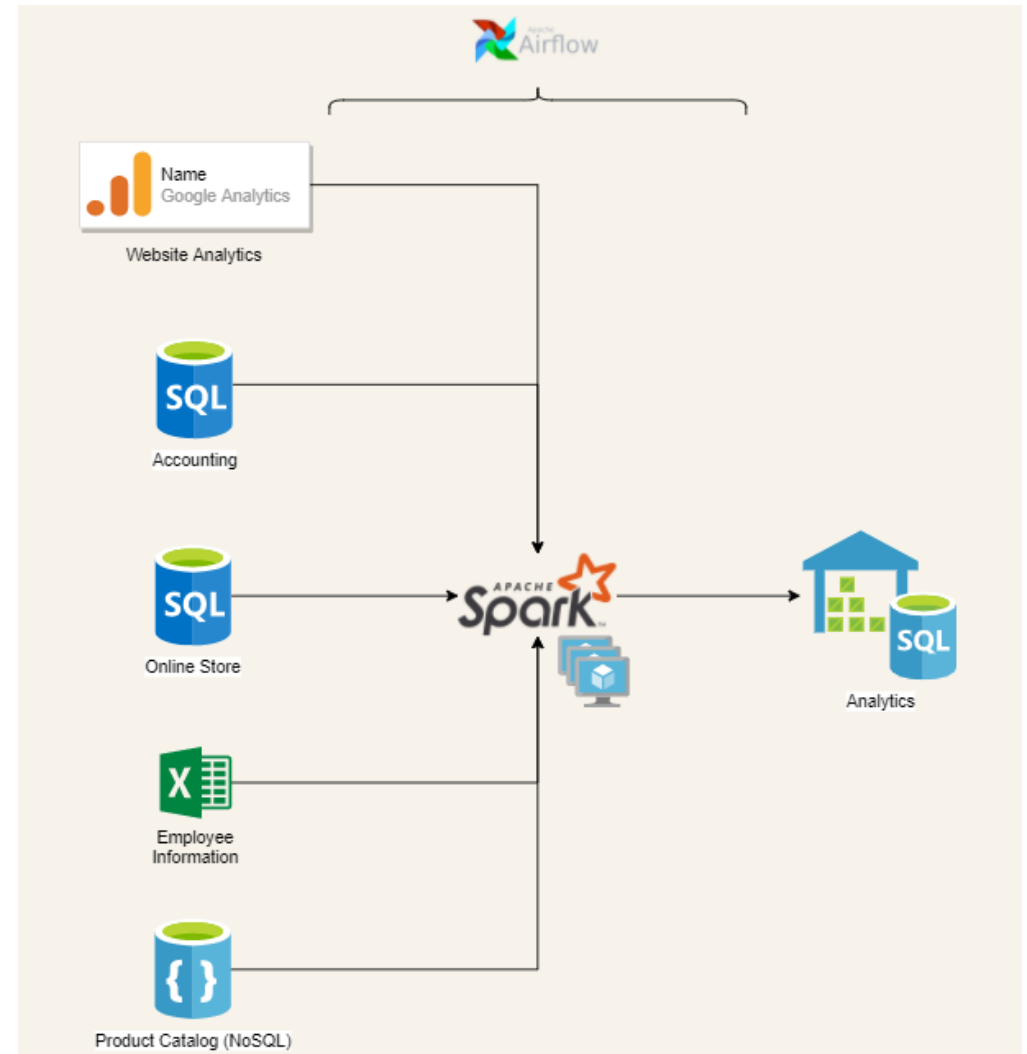 Apache
Airflow
Name
Google Analytics
Website Analytics
SQL
Accounting
SQL
Online Store
APACHE
Spark
TM
SQL
Analytics
X
Employee
Information
{ }
Product Catalog (NoSQL)